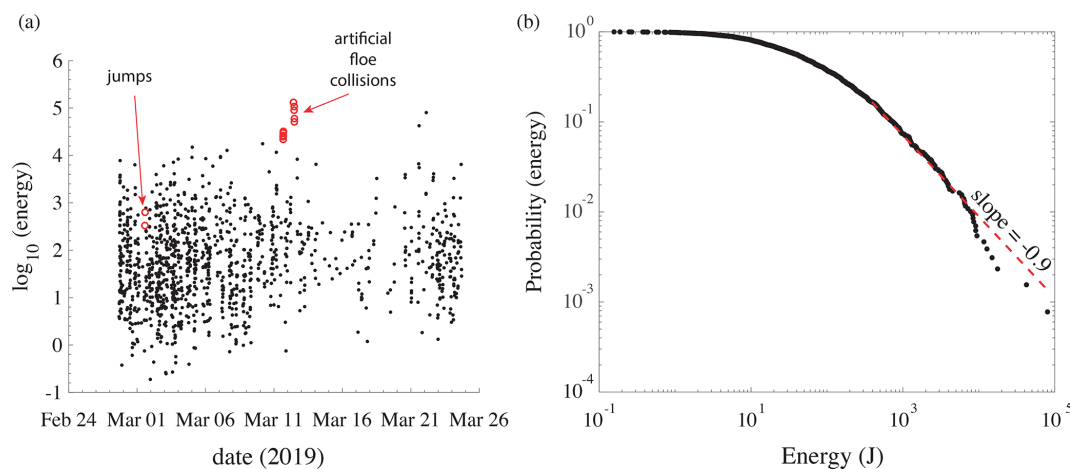 (a)
jumps
artificial
floe
collisions
log10 (energy)
6
5
4
3
2
1
0
-1
Feb 24 Mar 01 Mar 06 Mar 11 Mar 16 Mar 21 Mar 26
date (2019)
(b)
Probability (energy)
10^0
10^-1
10^-2
10^-3
10^-4
slope = -0.9
10^-1 10^1 10^3 10^5
Energy (J)